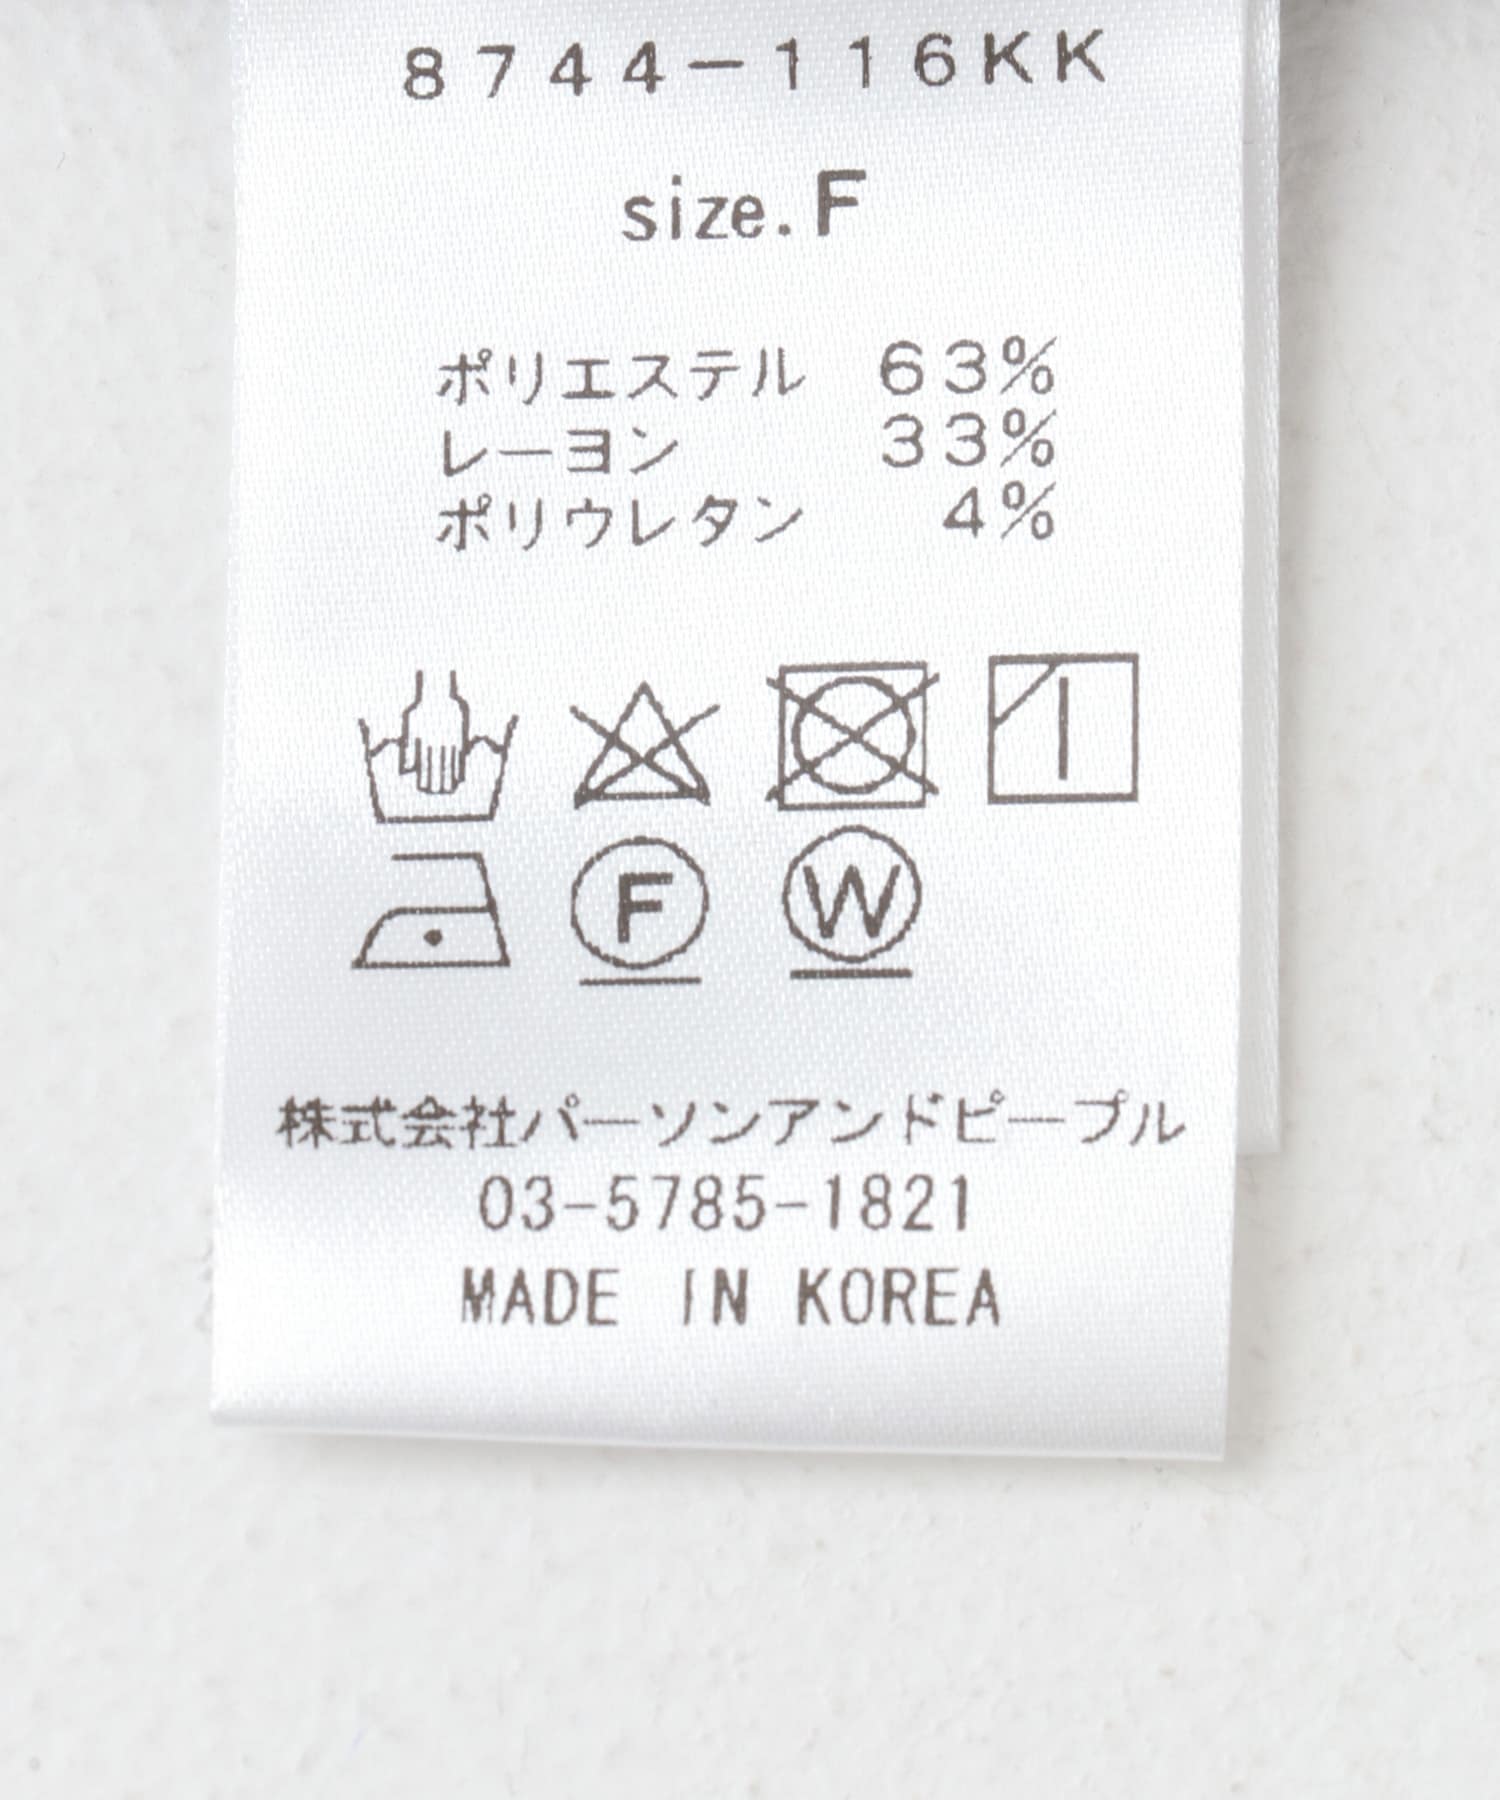 8744-116KK
size.F
ポリエステル 63%
レーヨン 33%
ポリウレタン 4%
F W
株式会社パーソンアンドピープル
03-5785-1821
MADE IN KOREA